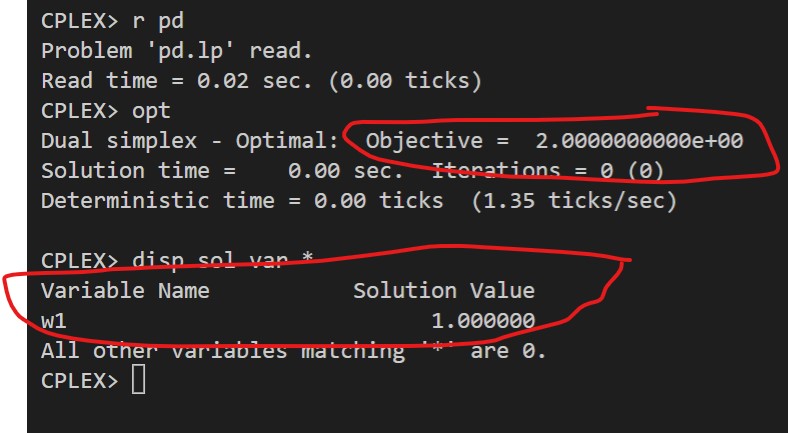 CPLEX> r pd
Problem 'pd.lp' read.
Read time = 0.02 sec. (0.00 ticks)
CPLEX> opt
Dual simplex - Optimal:  Objective =  2.0000000000e+00
Solution time =    0.00 sec.  Iterations = 0 (0)
Deterministic time = 0.00 ticks  (1.35 ticks/sec)
CPLEX> disp sol var *
Variable Name           Solution Value
w1                            1.000000
All other variables matching '*' are 0.
CPLEX>